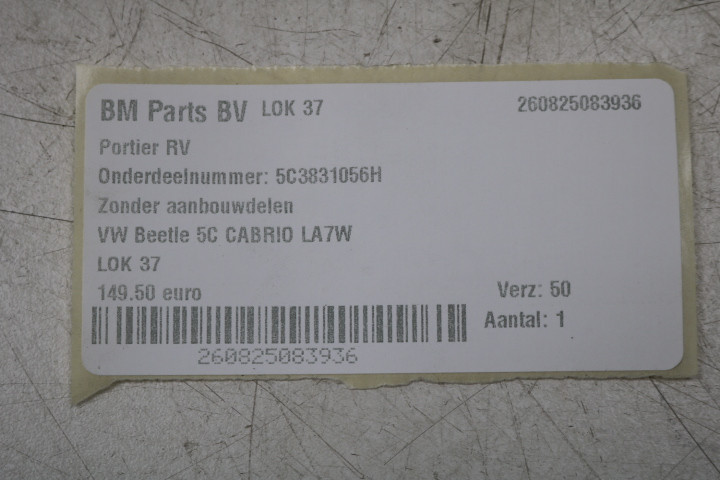 BM Parts BV LOK 37 260825083936
Portier RV
Onderdeelnummer: 5C3831056H
Zonder aanbouwdelen
VW Beetle 5C CABRIO LA7W
LOK 37
149.50 euro Verz: 50
Aantal: 1
260825083936